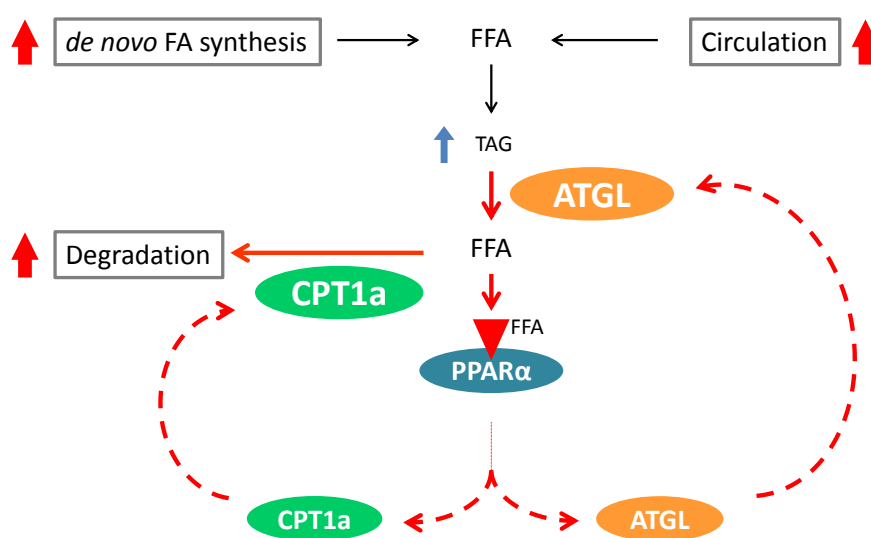 de novo FA synthesis
FFA
Circulation
TAG
ATGL
Degradation
FFA
CPT1a
FFA
PPARα
CPT1a
ATGL